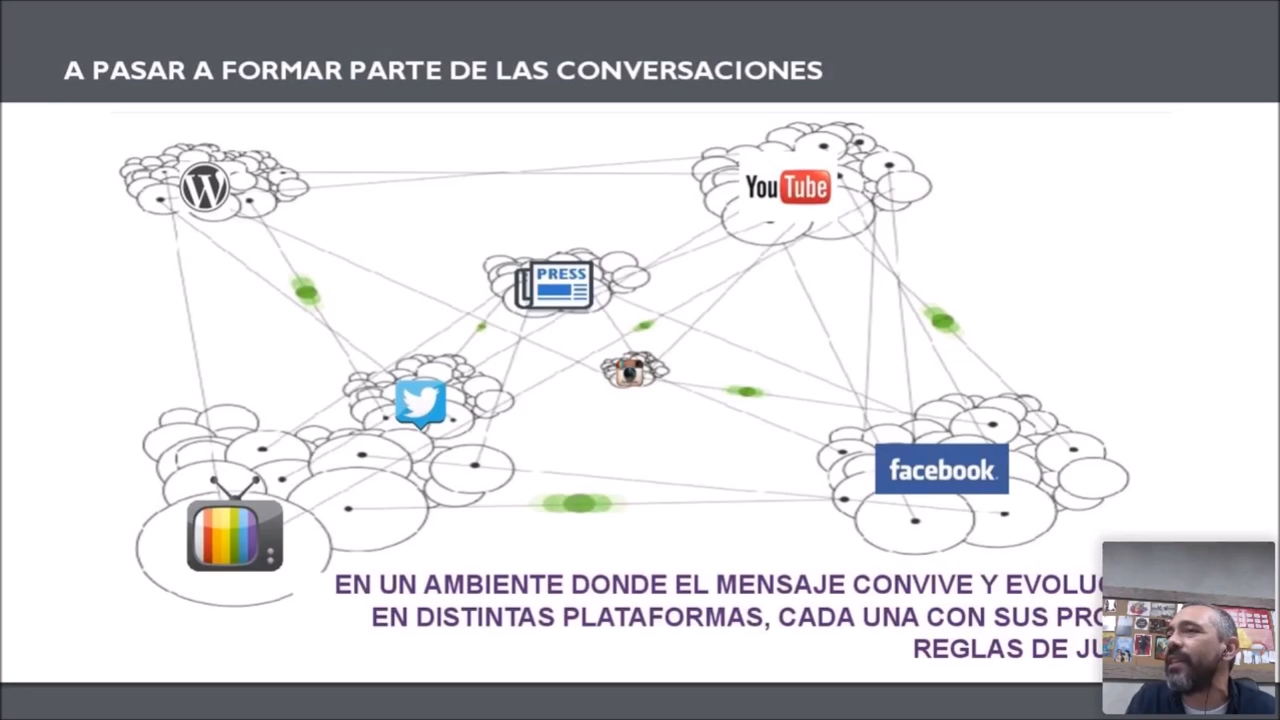 A PASAR A FORMAR PARTE DE LAS CONVERSACIONES
W
YouTube
PRESS
facebook
EN UN AMBIENTE DONDE EL MENSAJE CONVIVE Y
EN DISTINTAS PLATAFORMAS, CADA UNA CON SUS
REGLAS DE